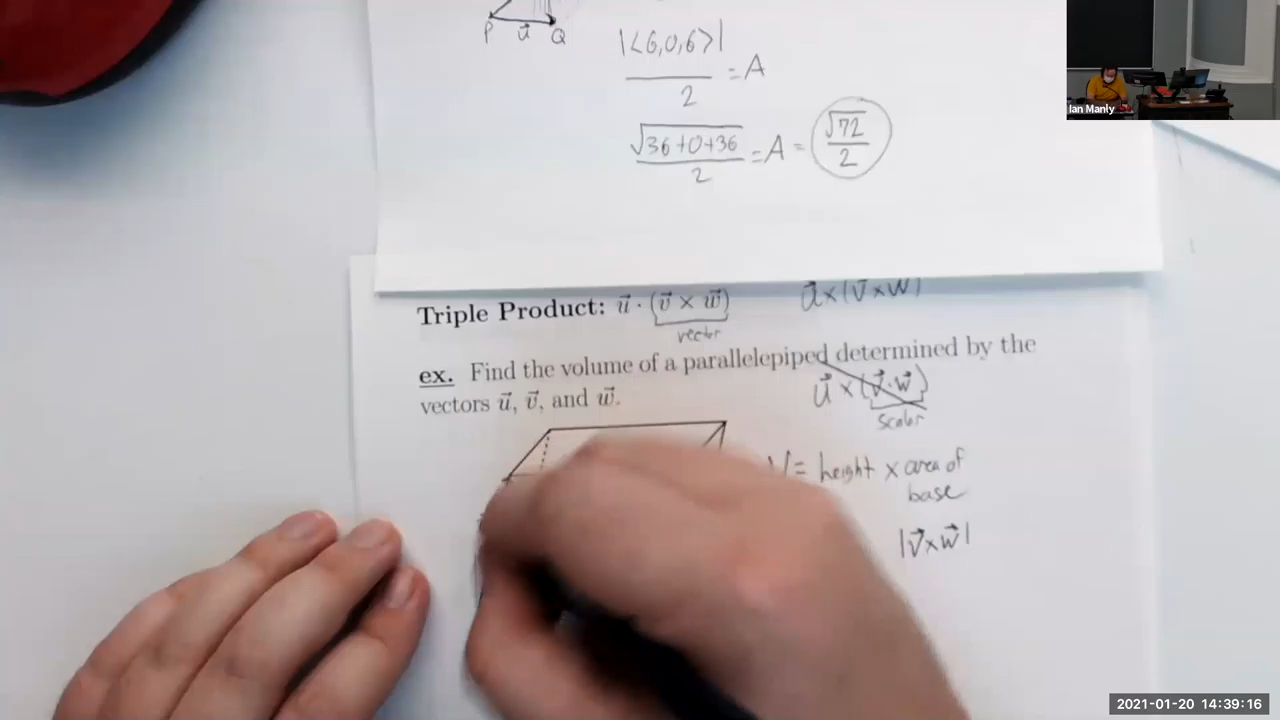 P u⃗ Q
|<6,0,6>|
/2 = A
√36+0+36 /2 = A = √72 /2
Ian Manly
Triple Product: u⃗ · (v⃗ × w⃗)
u⃗×(v⃗×w)
vector
ex. Find the volume of a parallelepiped determined by the
vectors u⃗, v⃗, and w⃗.
u⃗ × (v⃗·w⃗)
scalar
V = height × area of
base
|v⃗×w⃗|
2021-01-20 14:39:16